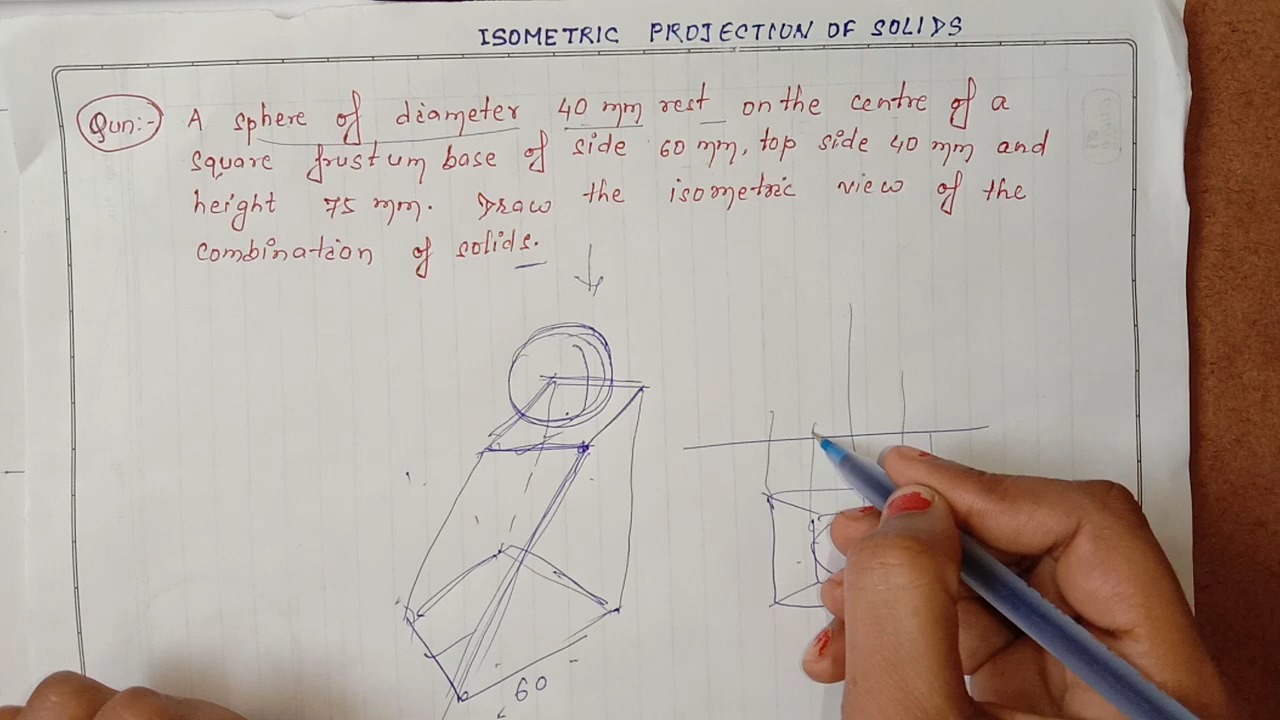 ISOMETRIC PROJECTION OF SOLIDS
Qun:- A sphere of diameter 40 mm rest on the centre of a
square frustum base of side 60 mm, top side 40 mm and
height 75 mm. Draw the isometric view of the
combination of solids.
60